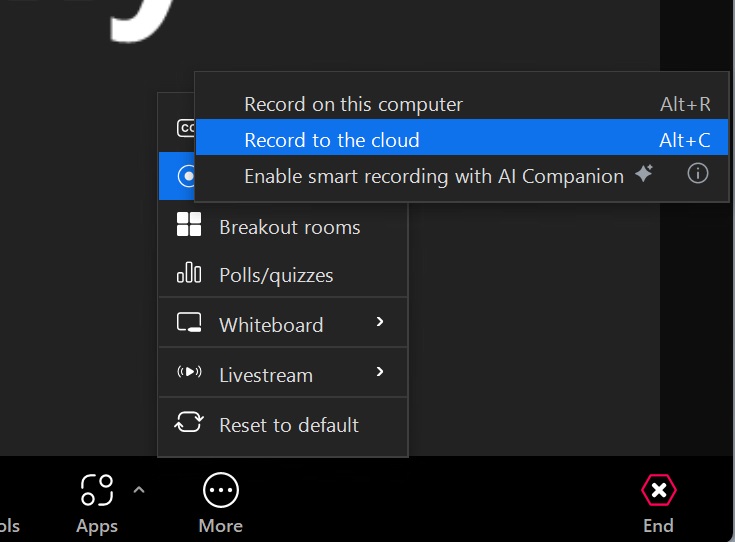 Record on this computer Alt+R
Record to the cloud Alt+C
Enable smart recording with AI Companion
Breakout rooms
Polls/quizzes
Whiteboard
Livestream
Reset to default
Apps
More
End